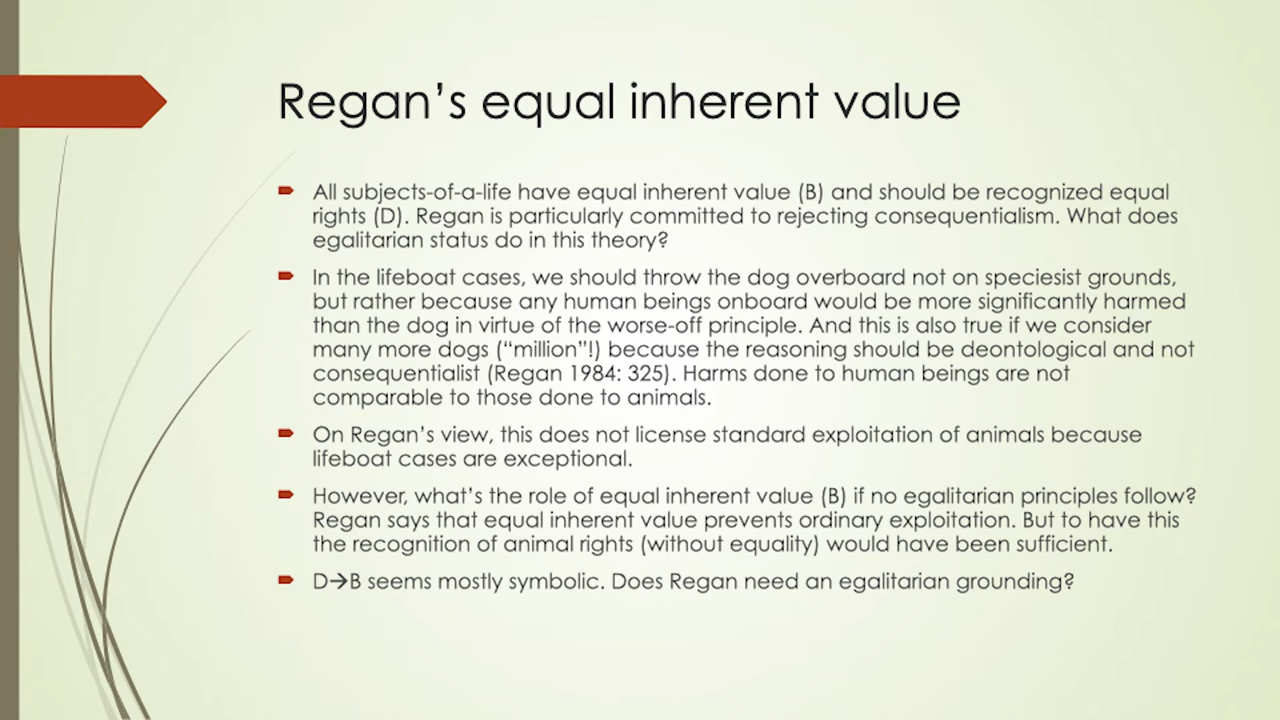 Regan's equal inherent value
All subjects-of-a-life have equal inherent value (B) and should be recognized equal
rights (D). Regan is particularly committed to rejecting consequentialism. What does
egalitarian status do in this theory?
In the lifeboat cases, we should throw the dog overboard not on speciesist grounds,
but rather because any human beings onboard would be more significantly harmed
than the dog in virtue of the worse-off principle. And this is also true if we consider
many more dogs (“million”!) because the reasoning should be deontological and not
consequentialist (Regan 1984: 325). Harms done to human beings are not
comparable to those done to animals.
On Regan's view, this does not license standard exploitation of animals because
lifeboat cases are exceptional.
However, what's the role of equal inherent value (B) if no egalitarian principles follow?
Regan says that equal inherent value prevents ordinary exploitation. But to have this
the recognition of animal rights (without equality) would have been sufficient.
D→B seems mostly symbolic. Does Regan need an egalitarian grounding?